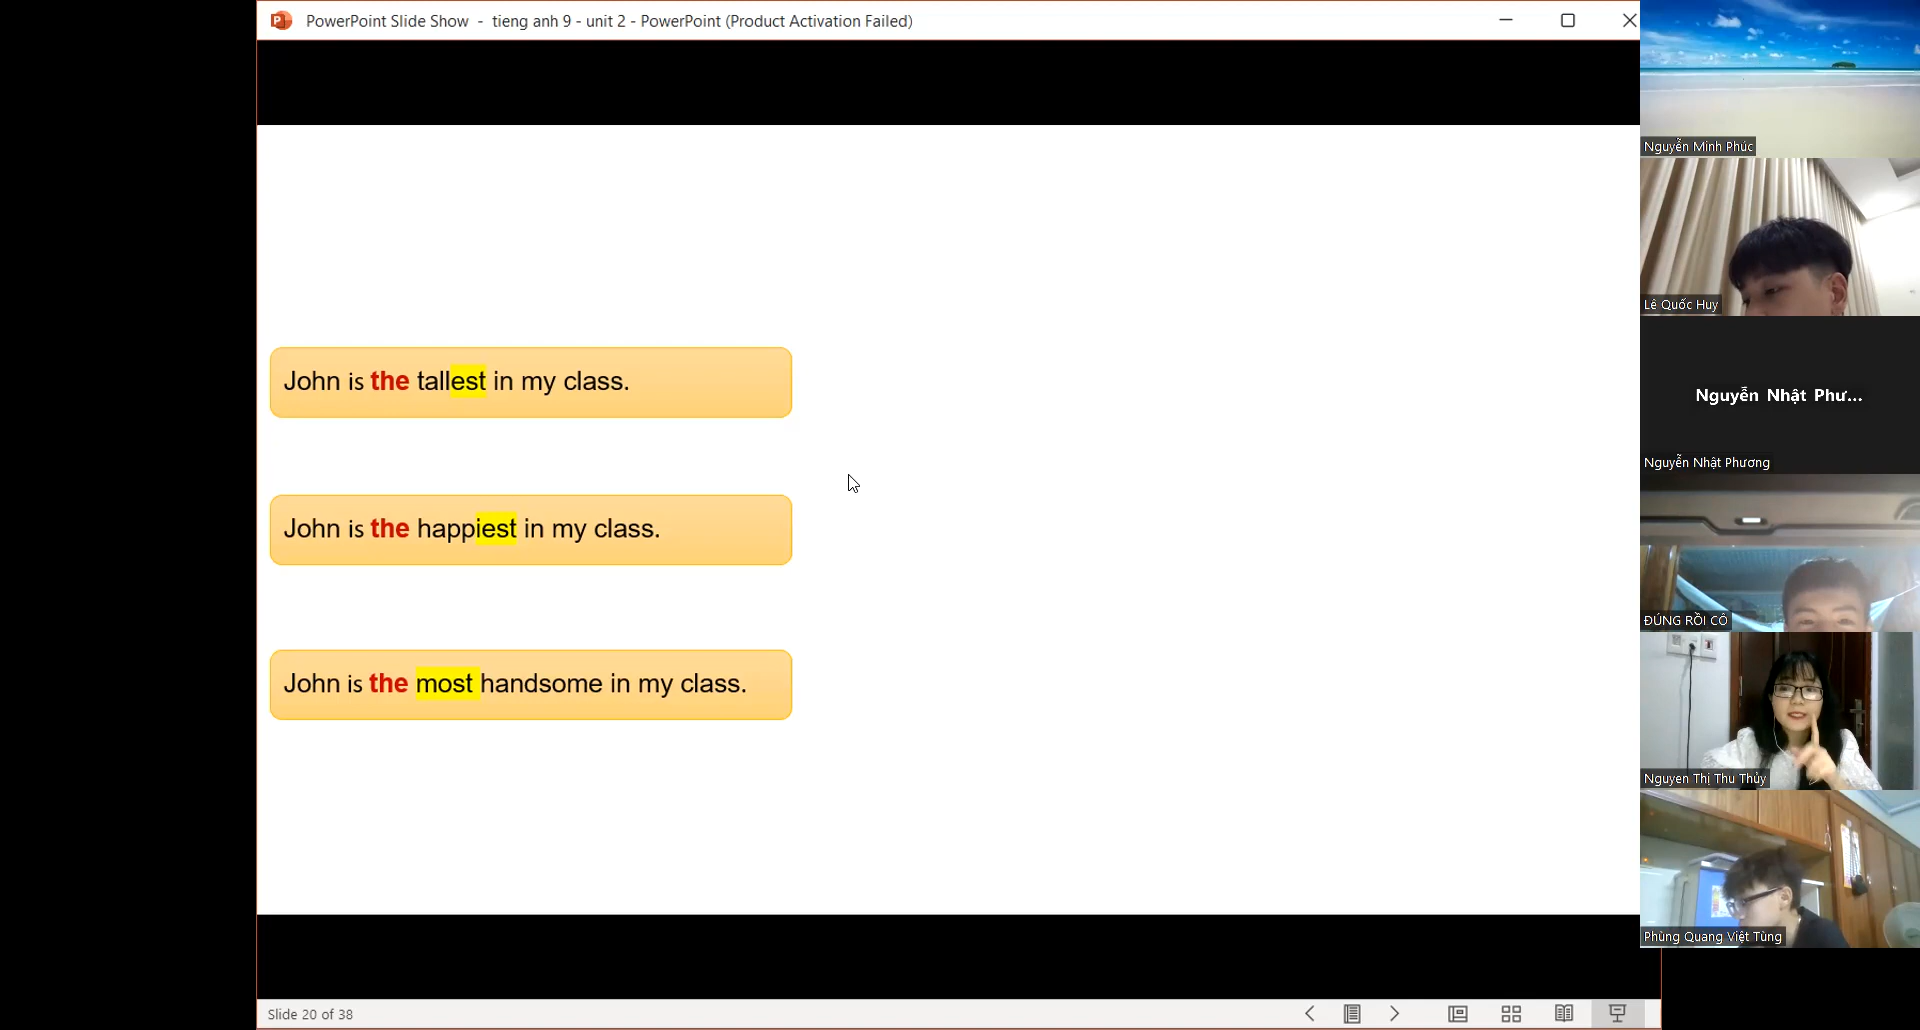 PowerPoint Slide Show - tieng anh 9 - unit 2 - PowerPoint (Product Activation Failed)
John is the tallest in my class.
John is the happiest in my class.
John is the most handsome in my class.
Slide 20 of 38
Nguyễn Minh Phúc
Lê Quốc Huy
Nguyễn Nhật Phư...
Nguyễn Nhật Phương
ĐÚNG RỒI CÔ
Nguyen Thị Thu Thủy
Phùng Quang Việt Tùng